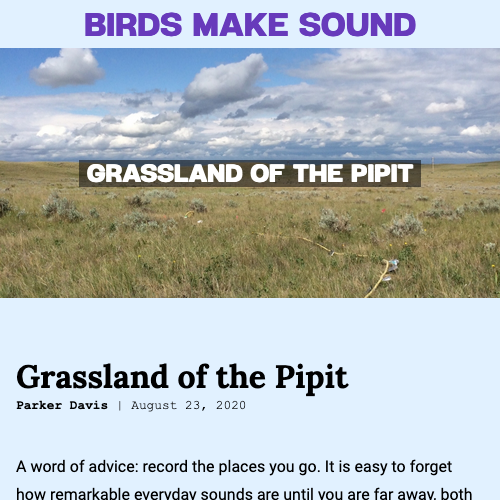 BIRDS MAKE SOUND
GRASSLAND OF THE PIPIT
Grassland of the Pipit
Parker Davis | August 23, 2020
A word of advice: record the places you go. It is easy to forget
how remarkable everyday sounds are until you are far away, both